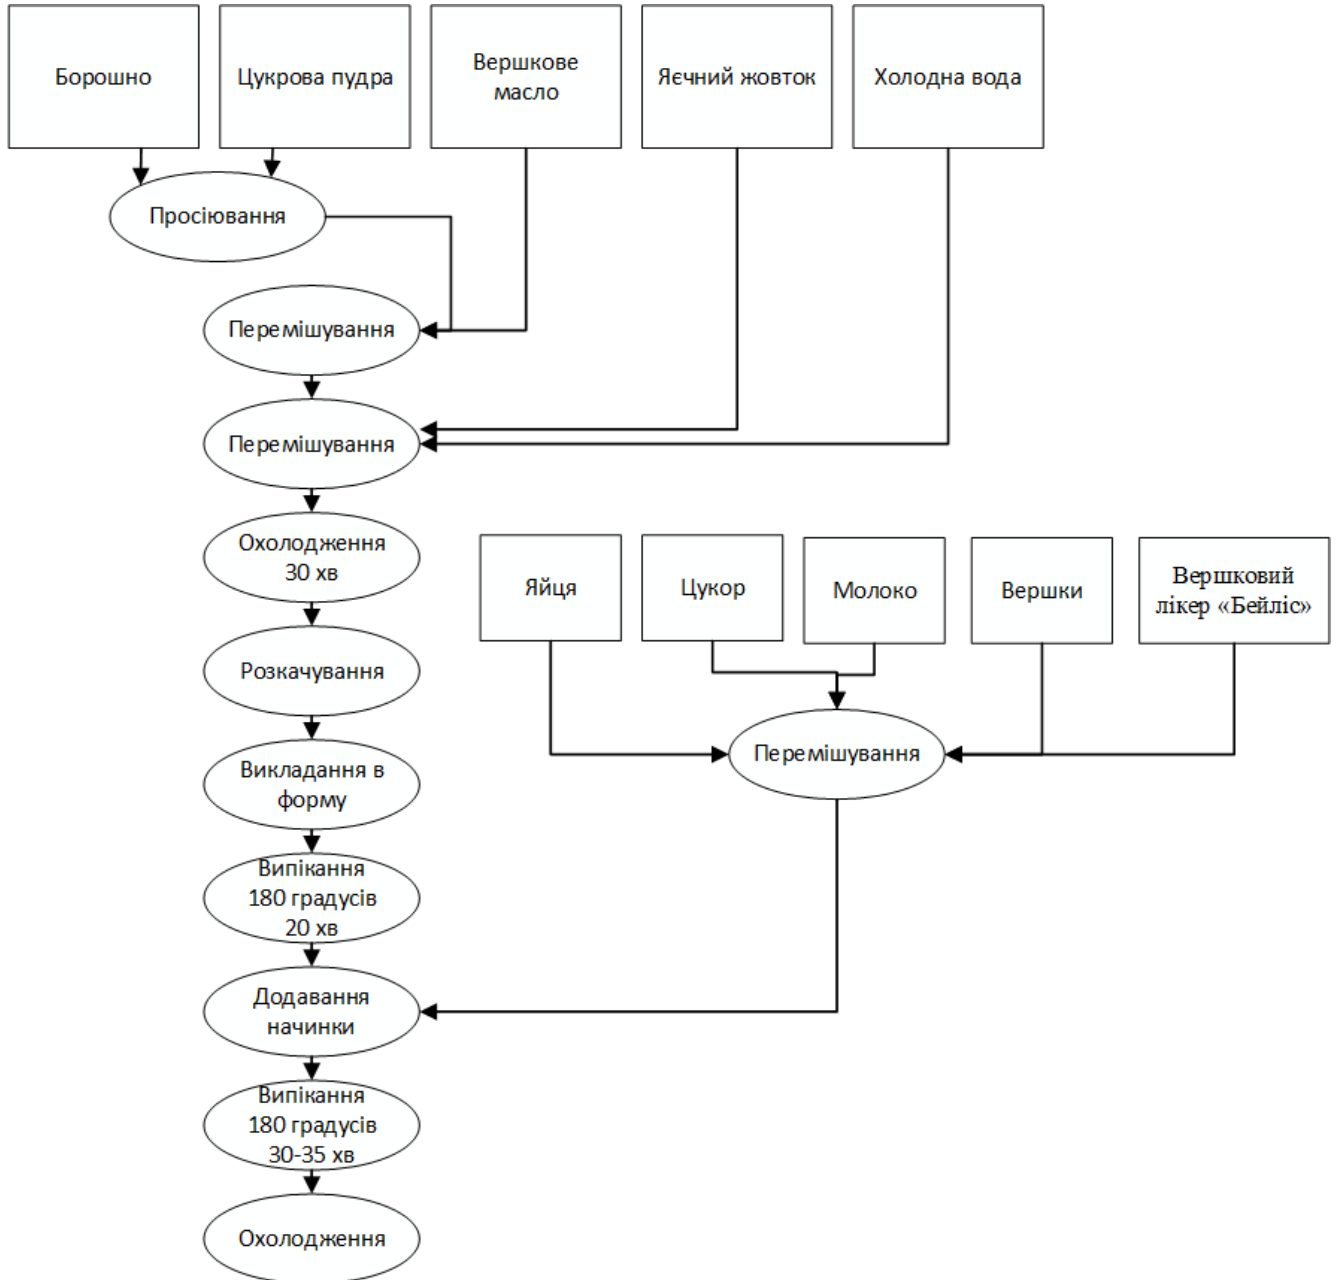 Борошно
Цукрова пудра
Вершкове
масло
Яєчний жовток
Холодна вода
Просіювання
Перемішування
Перемішування
Охолодження
30 хв
Яйця
Цукор
Молоко
Вершки
Вершковий
лікер «Бейліс»
Розкачування
Перемішування
Викладання в
форму
Випікання
180 градусів
20 хв
Додавання
начинки
Випікання
180 градусів
30-35 хв
Охолодження